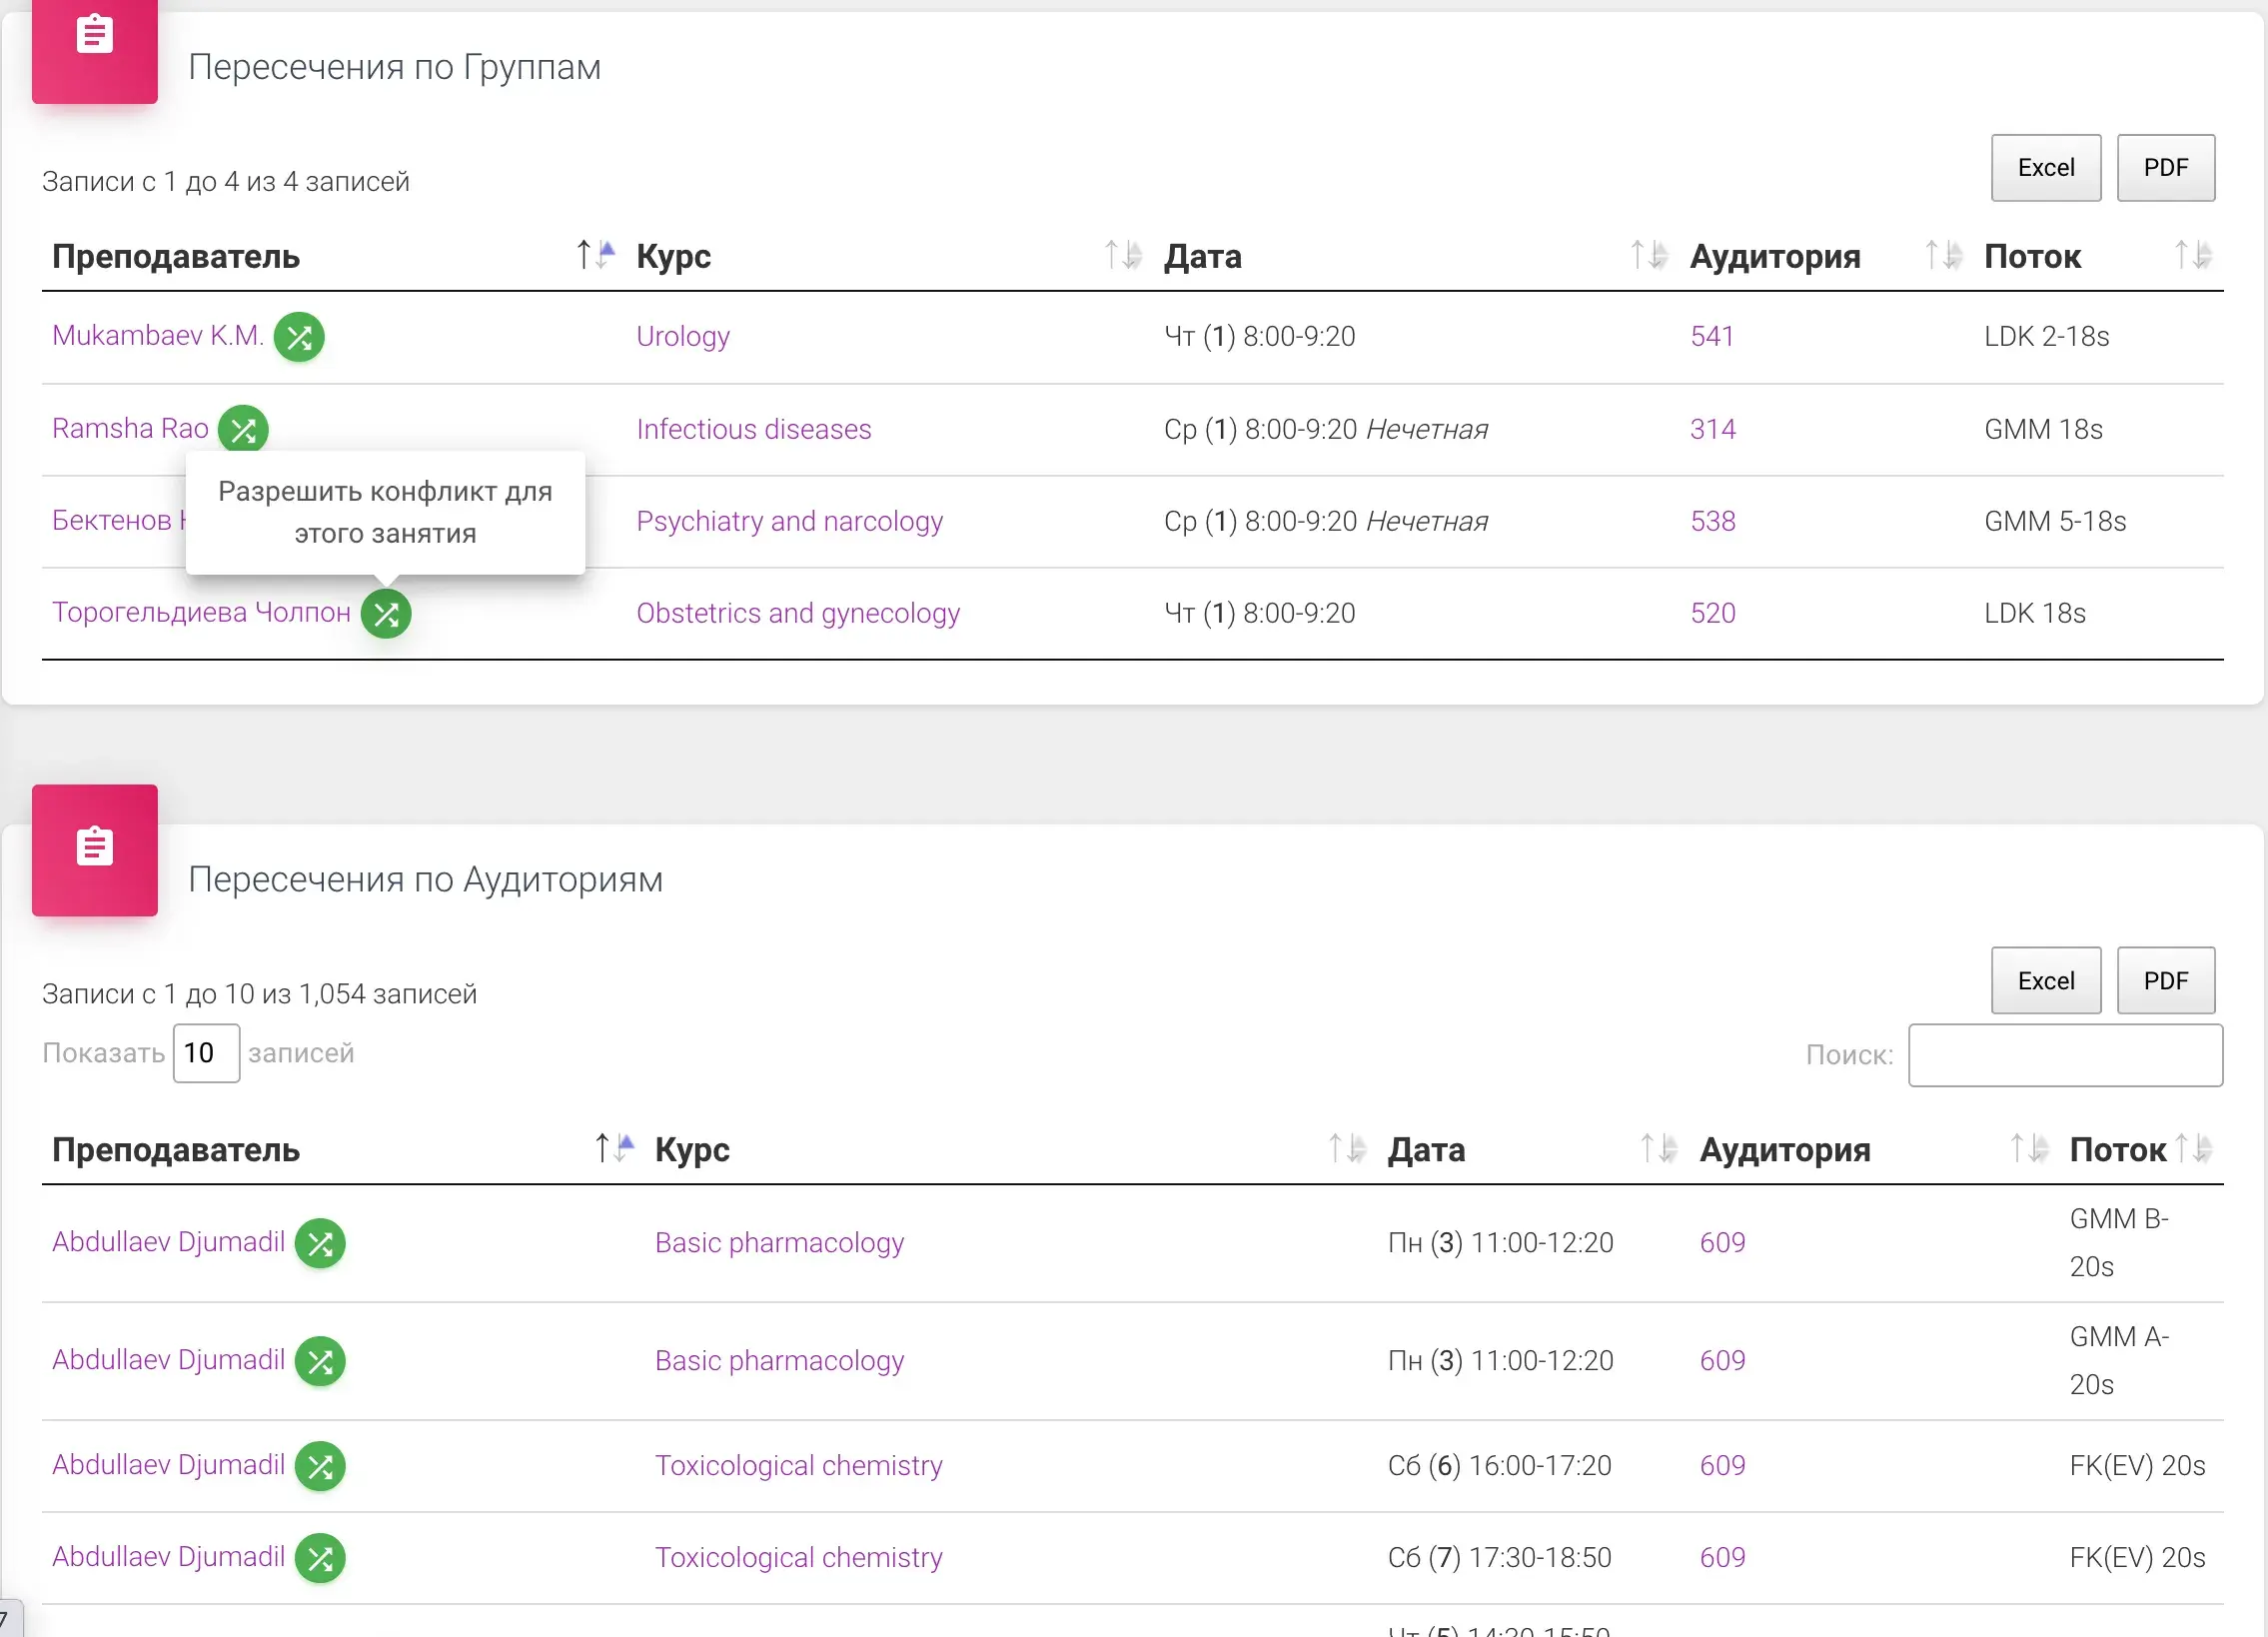 Пересечения по Группам
Excel PDF
Записи с 1 до 4 из 4 записей
Преподаватель Курс Дата Аудитория Поток
Mukambaev K.M. Urology Чт (1) 8:00-9:20 541 LDK 2-18s
Ramsha Rao Infectious diseases Ср (1) 8:00-9:20 Нечетная 314 GMM 18s
Разрешить конфликт для
этого занятия
Бектенов Psychiatry and narcology Ср (1) 8:00-9:20 Нечетная 538 GMM 5-18s
Торогельдиева Чолпон Obstetrics and gynecology Чт (1) 8:00-9:20 520 LDK 18s
Пересечения по Аудиториям
Excel PDF
Записи с 1 до 10 из 1,054 записей
Показать 10 записей Поиск:
Преподаватель Курс Дата Аудитория Поток
Abdullaev Djumadil Basic pharmacology Пн (3) 11:00-12:20 609 GMM B-
20s
Abdullaev Djumadil Basic pharmacology Пн (3) 11:00-12:20 609 GMM A-
20s
Abdullaev Djumadil Toxicological chemistry Сб (6) 16:00-17:20 609 FK(EV) 20s
Abdullaev Djumadil Toxicological chemistry Сб (7) 17:30-18:50 609 FK(EV) 20s
Чт (5) 14:30-15:50